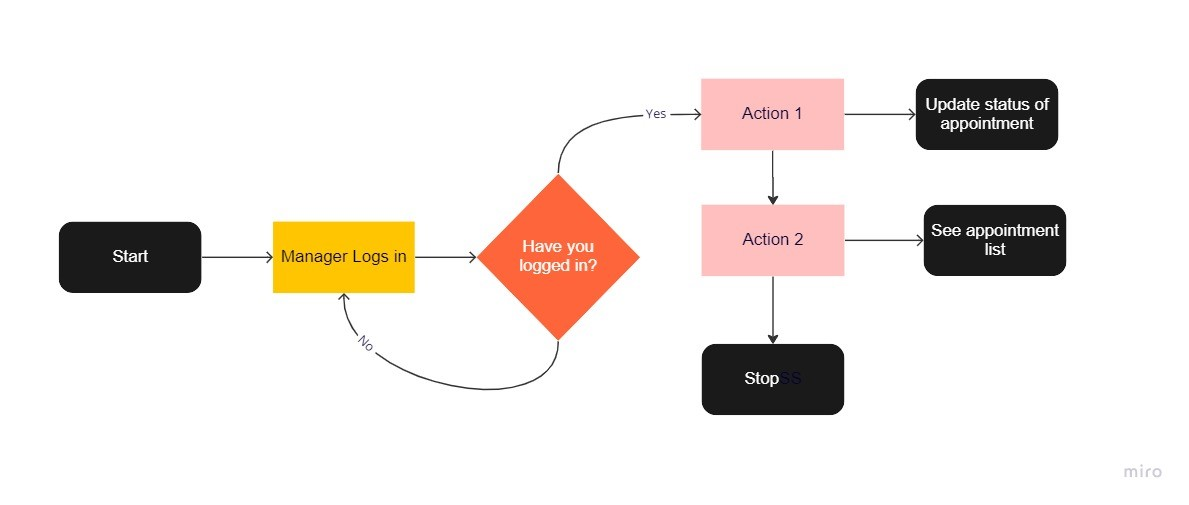 Yes
Action 1
Update status of
appointment
Start
Manager Logs in
Have you
logged in?
Action 2
See appointment
list
No
StopSS
miro